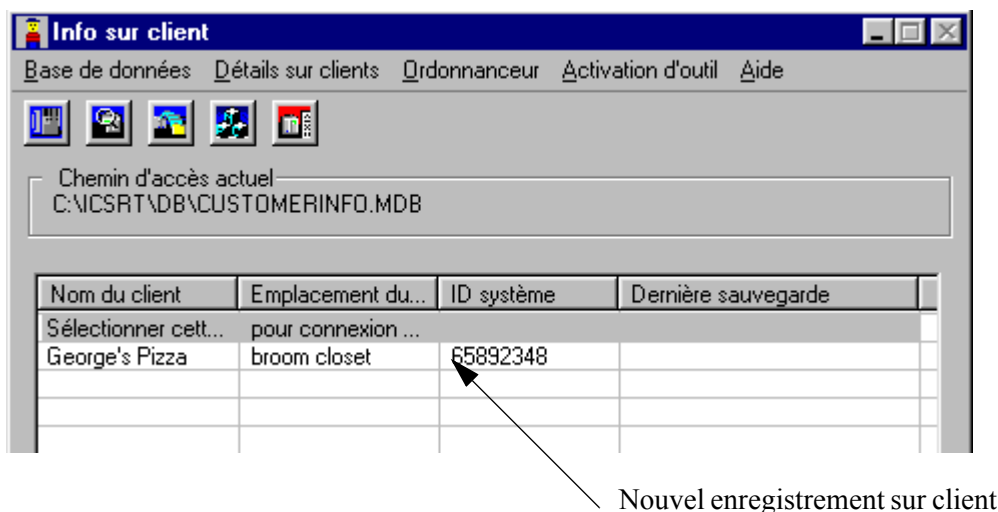 Info sur client
Base de données Détails sur clients Ordonnanceur Activation d'outil Aide
Chemin d'accès actuel
C:\ICSRT\DB\CUSTOMERINFO.MDB
Nom du client Emplacement du... ID système Dernière sauvegarde
Sélectionner cett... pour connexion ...
George's Pizza broom closet 65892348
Nouvel enregistrement sur client